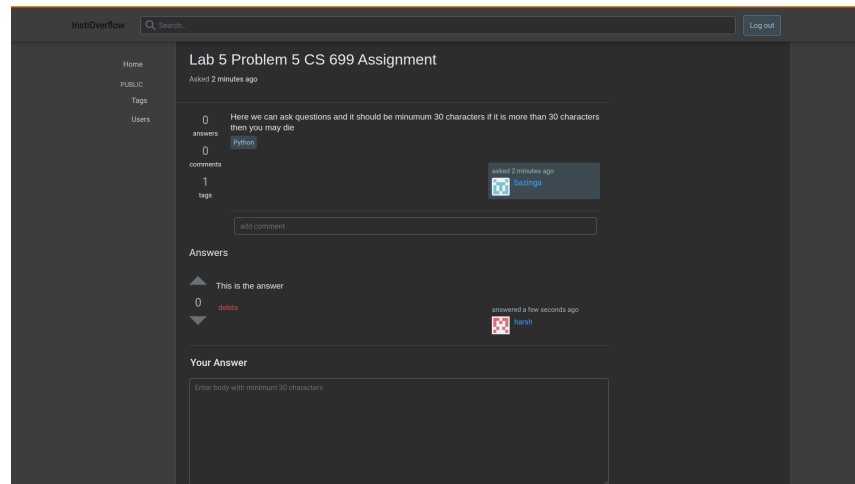 InstiOverflow
Search..
Log out
Home
PUBLIC
Tags
Users
Lab 5 Problem 5 CS 699 Assignment
Asked 2 minutes ago
0
answers
0
comments
1
tags
Here we can ask questions and it should be minumum 30 characters if it is more than 30 characters
then you may die
Python
asked 2 minutes ago
bazinga
add comment
Answers
This is the answer
0
delete
answered a few seconds ago
harsh
Your Answer
Enter body with minimum 30 characters